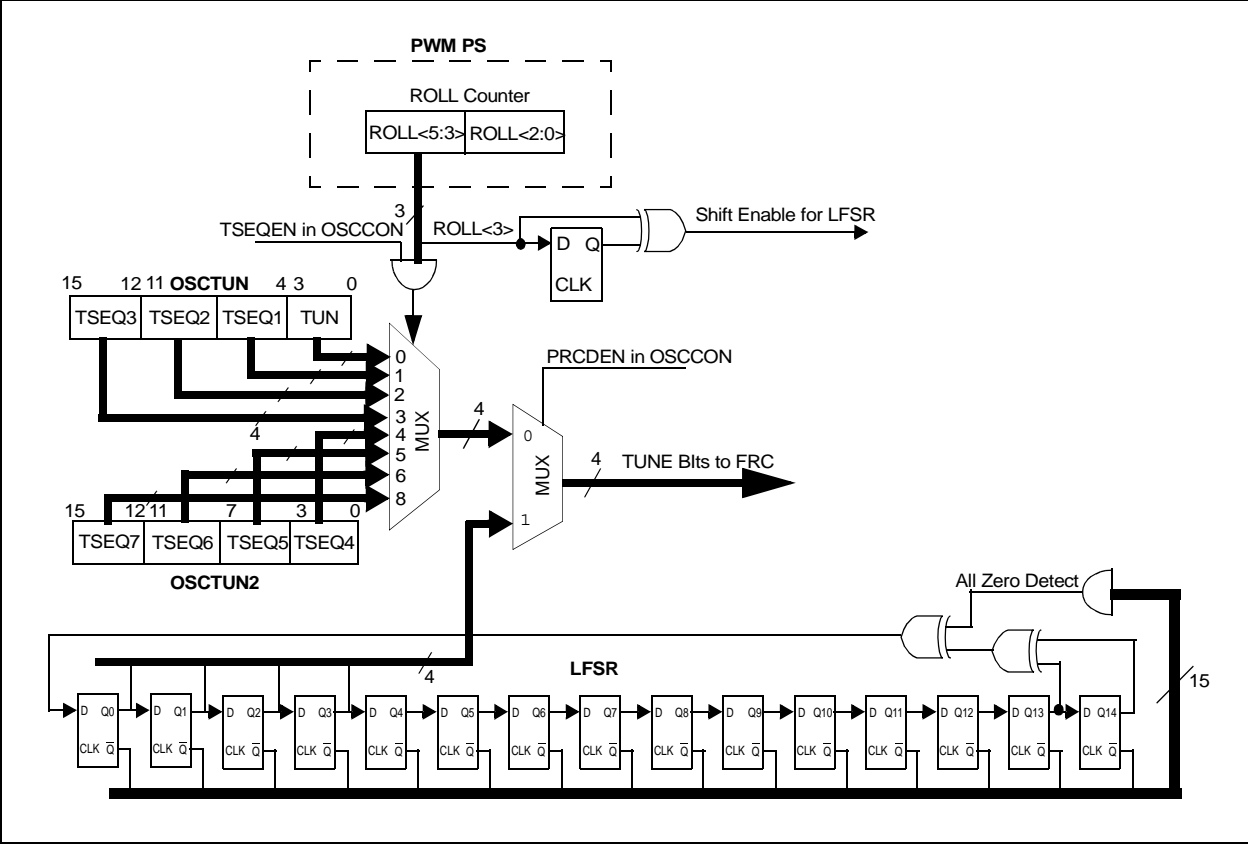 PWM PS
ROLL Counter
ROLL<5:3> ROLL<2:0>
3
TSEQEN in OSCCON
ROLL<3>
Shift Enable for LFSR
D Q
CLK
15 12 11 OSCTUN 4 3 0
TSEQ3 TSEQ2 TSEQ1 TUN
0
1
2
3
4
5
6
8
MUX
4
4
PRCDEN in OSCCON
0
MUX
1
4
TUNE BIts to FRC
15 12 11 7 3 0
TSEQ7 TSEQ6 TSEQ5 TSEQ4
OSCTUN2
All Zero Detect
4
LFSR
15
D Q0 D Q1 D Q2 D Q3 D Q4 D Q5 D Q6 D Q7 D Q8 D Q9 D Q10 D Q11 D Q12 D Q13 D Q14
CLK Q̅ CLK Q̅ CLK Q̅ CLK Q̅ CLK Q̅ CLK Q̅ CLK Q̅ CLK Q̅ CLK Q̅ CLK Q̅ CLK Q̅ CLK Q̅ CLK Q̅ CLK Q̅ CLK Q̅